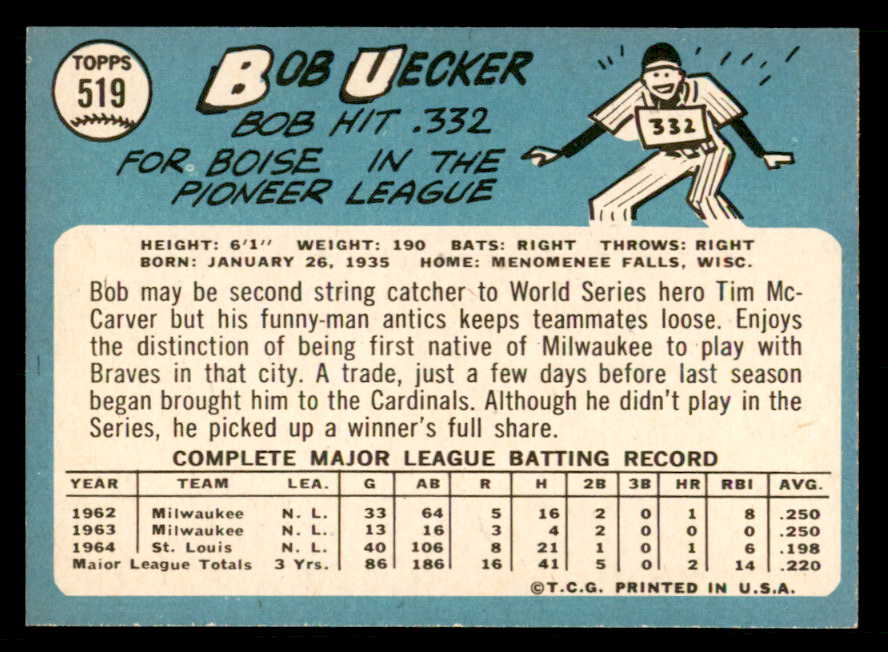 TOPPS
519
BOB UECKER
BOB HIT .332
FOR BOISE IN THE
PIONEER LEAGUE
332
HEIGHT: 6'1" WEIGHT: 190 BATS: RIGHT THROWS: RIGHT
BORN: JANUARY 26, 1935 HOME: MENOMENEE FALLS, WISC.
Bob may be second string catcher to World Series hero Tim Mc-
Carver but his funny-man antics keeps teammates loose. Enjoys
the distinction of being first native of Milwaukee to play with
Braves in that city. A trade, just a few days before last season
began brought him to the Cardinals. Although he didn't play in the
Series, he picked up a winner's full share.
COMPLETE MAJOR LEAGUE BATTING RECORD
YEAR TEAM LEA. G AB R H 2B 3B HR RBI AVG.
1962 Milwaukee N. L. 33 64 5 16 2 0 1 8 .250
1963 Milwaukee N. L. 13 16 3 4 2 0 0 0 .250
1964 St. Louis N. L. 40 106 8 21 1 0 1 6 .198
Major League Totals 3 Yrs. 86 186 16 41 5 0 2 14 .220
©T.C.G. PRINTED IN U.S.A.